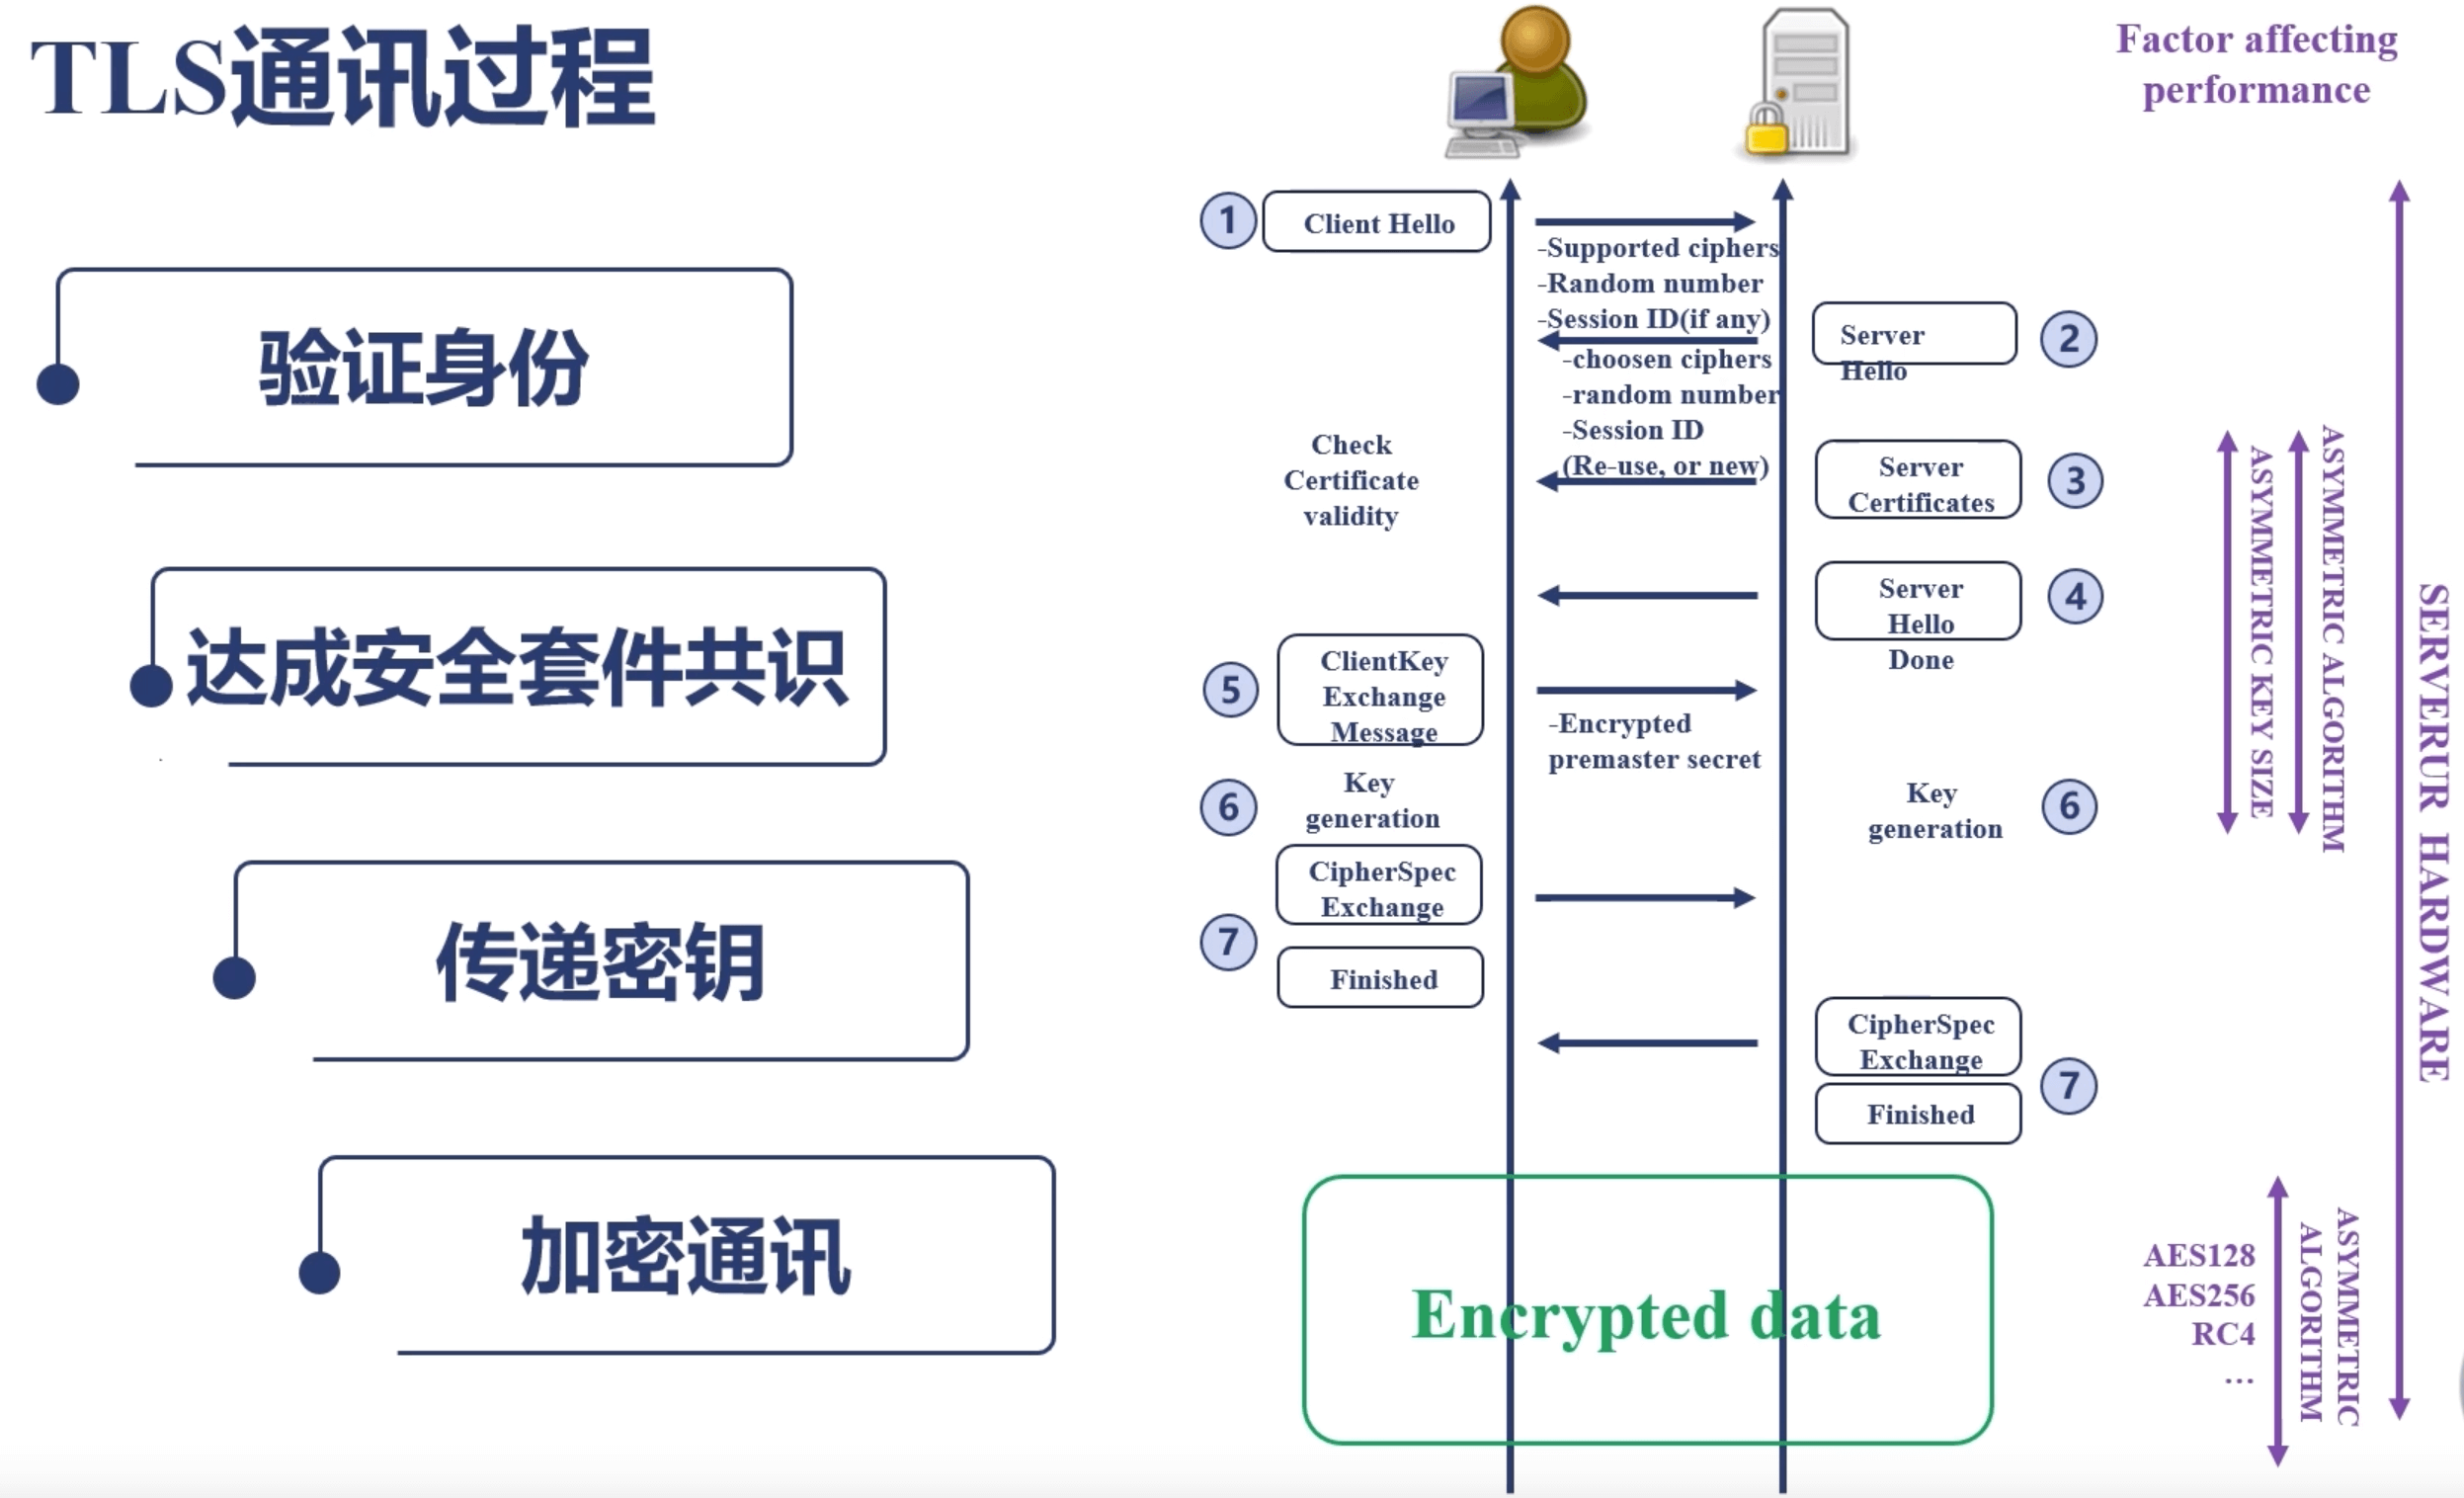 TLS通讯过程
验证身份
达成安全套件共识
传递密钥
加密通讯
Factor affecting
performance
1
Client Hello
-Supported ciphers
-Random number
-Session ID(if any)
Server
Hello
2
-choosen ciphers
-random number
-Session ID
(Re-use, or new)
Check
Certificate
validity
Server
Certificates
3
Server
Hello
Done
4
5
ClientKey
Exchange
Message
-Encrypted
premaster secret
6
Key
generation
Key
generation
6
CipherSpec
Exchange
7
Finished
CipherSpec
Exchange
7
Finished
Encrypted data
ASYMMETRIC KEY SIZE
ASYMMETRIC ALGORITHM
SERVERUR HARDWARE
AES128
AES256
RC4
...
ASYMMETRIC
ALGORITHM